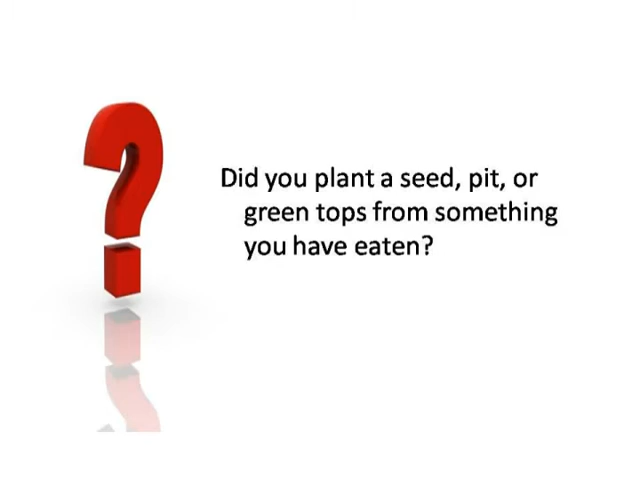 Did you plant a seed, pit, or
green tops from something
you have eaten?